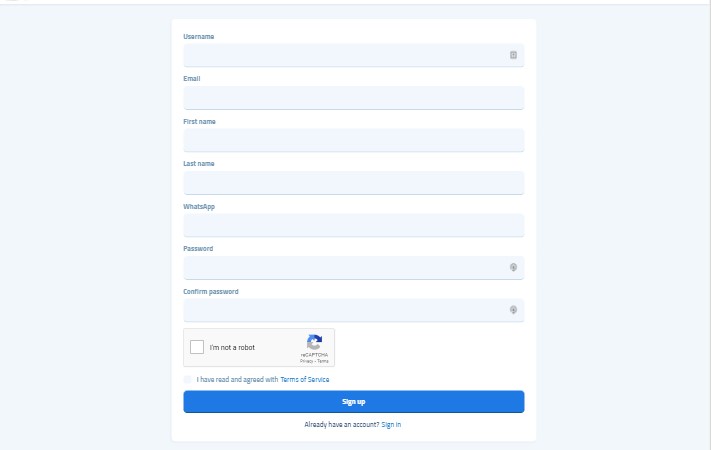 Username
Email
First name
Last name
WhatsApp
Password
Confirm password
I'm not a robot
reCAPTCHA
Privacy - Terms
I have read and agreed with Terms of Service
Sign up
Already have an account? Sign in